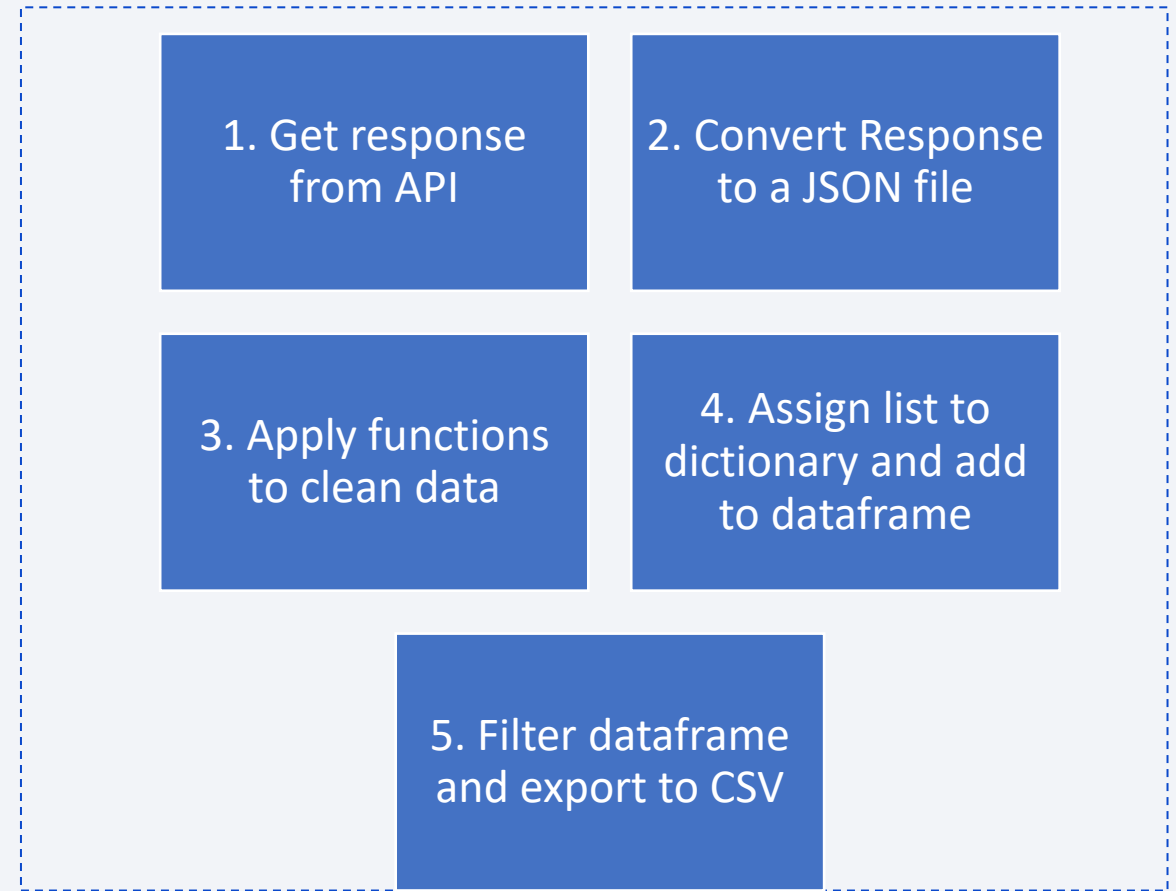 1. Get response
from API
2. Convert Response
to a JSON file
3. Apply functions
to clean data
4. Assign list to
dictionary and add
to dataframe
5. Filter dataframe
and export to CSV